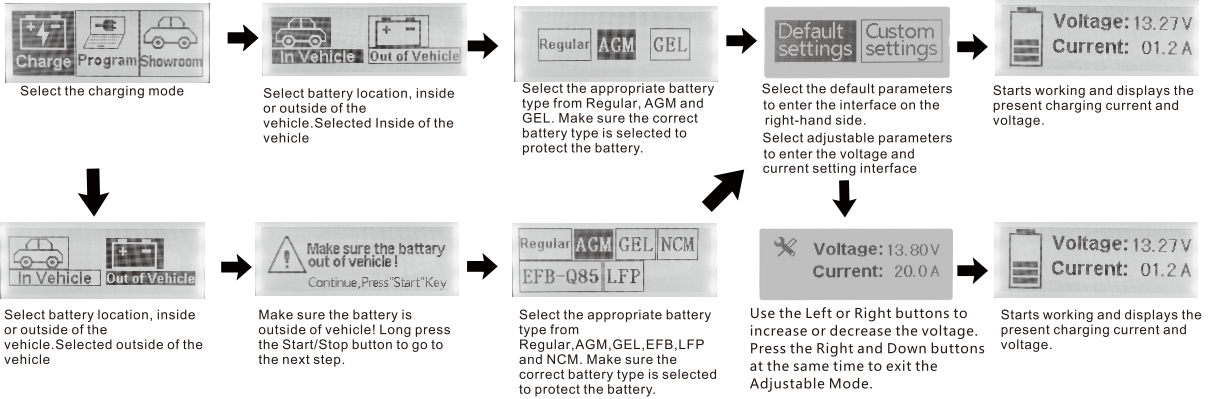 Charge Program Showroom
Select the charging mode
In Vehicle Out of Vehicle
Select battery location, inside
or outside of the
vehicle.Selected Inside of the
vehicle
Regular AGM GEL
Select the appropriate battery
type from Regular, AGM and
GEL. Make sure the correct
battery type is selected to
protect the battery.
Default settings Custom settings
Select the default parameters
to enter the interface on the
right-hand side.
Select adjustable parameters
to enter the voltage and
current setting interface
Voltage: 13.27V
Current: 01.2A
Starts working and displays the
present charging current and
voltage.
In Vehicle Out of Vehicle
Select battery location, inside
or outside of the
vehicle.Selected outside of the
vehicle
Make sure the battary
out of vehicle!
Continue,Press"Start"Key
Make sure the battery is
outside of vehicle! Long press
the Start/Stop button to go to
the next step.
Regular AGM GEL NCM
EFB-Q85 LFP
Select the appropriate battery
type from
Regular,AGM,GEL,EFB,LFP
and NCM. Make sure the
correct battery type is selected
to protect the battery.
Voltage: 13.80V
Current: 20.0A
Use the Left or Right buttons to
increase or decrease the voltage.
Press the Right and Down buttons
at the same time to exit the
Adjustable Mode.
Voltage: 13.27V
Current: 01.2A
Starts working and displays the
present charging current and
voltage.